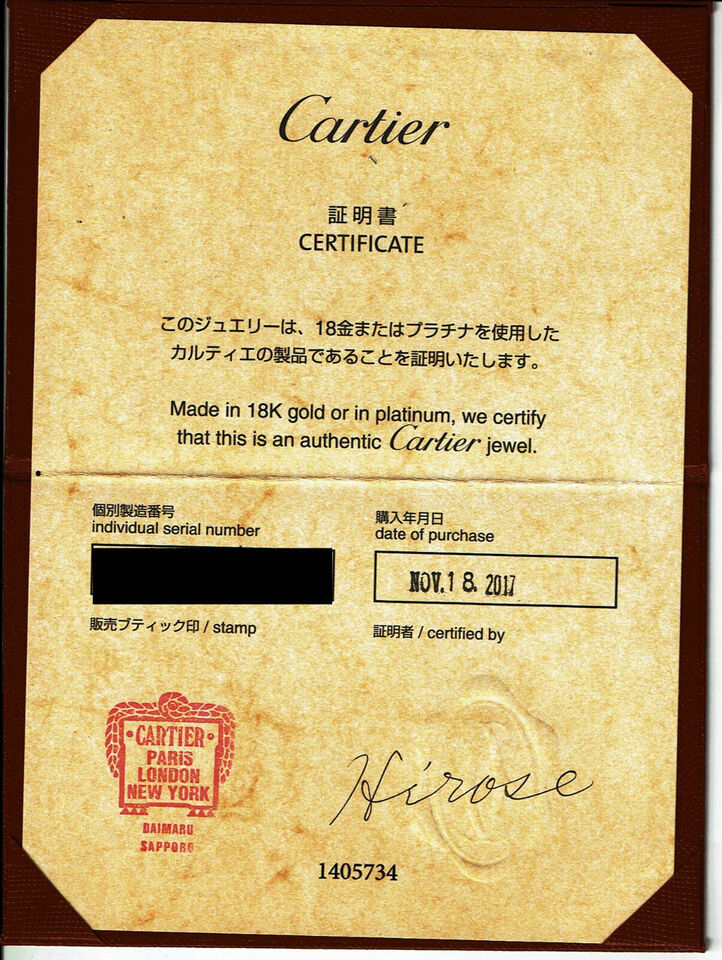 Cartier
証明書
CERTIFICATE
このジュエリーは、18金またはプラチナを使用した
カルティエの製品であることを証明いたします。
Made in 18K gold or in platinum, we certify
that this is an authentic Cartier jewel.
個別製造番号
individual serial number
購入年月日
date of purchase
NOV.18.2017
販売ブティック印 / stamp
証明者 / certified by
CARTIER
PARIS
LONDON
NEW YORK
DAIMARU
SAPPORO
Hirose
1405734